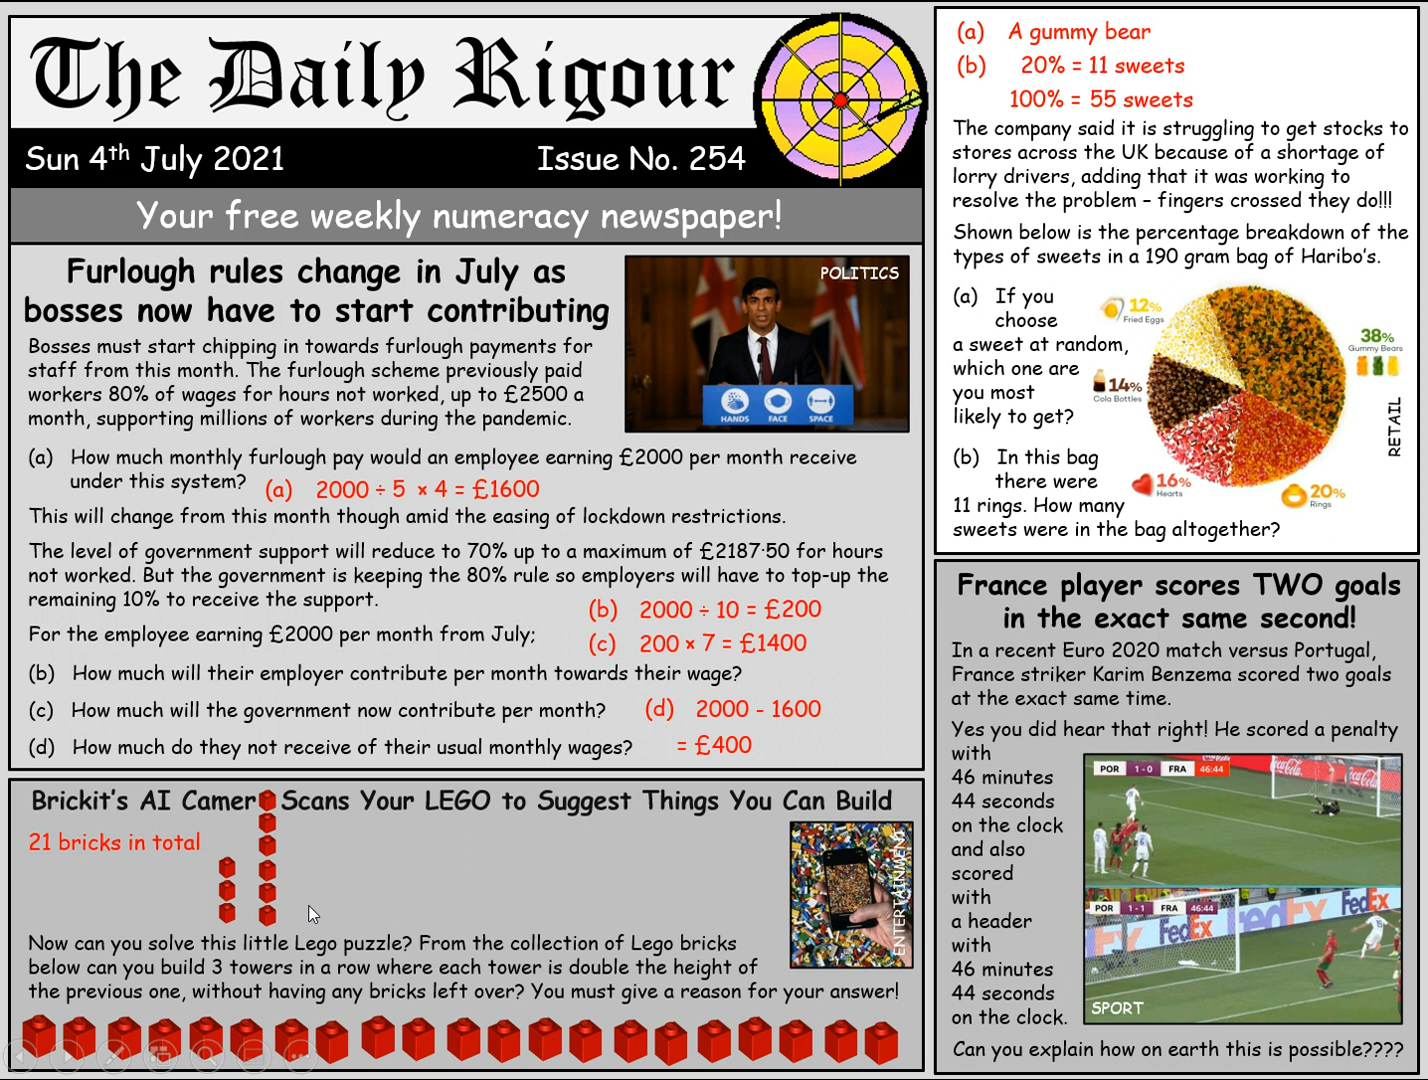 The Daily Rigour
Sun 4th July 2021 Issue No. 254
Your free weekly numeracy newspaper!
Furlough rules change in July as
bosses now have to start contributing
POLITICS
HANDS FACE SPACE
Bosses must start chipping in towards furlough payments for
staff from this month. The furlough scheme previously paid
workers 80% of wages for hours not worked, up to £2500 a
month, supporting millions of workers during the pandemic.
(a) How much monthly furlough pay would an employee earning £2000 per month receive
under this system?
(a) 2000 ÷ 5 × 4 = £1600
This will change from this month though amid the easing of lockdown restrictions.
The level of government support will reduce to 70% up to a maximum of £2187·50 for hours
not worked. But the government is keeping the 80% rule so employers will have to top-up the
remaining 10% to receive the support.
(b) 2000 ÷ 10 = £200
For the employee earning £2000 per month from July;
(c) 200 × 7 = £1400
(b) How much will their employer contribute per month towards their wage?
(c) How much will the government now contribute per month?
(d) 2000 - 1600
(d) How much do they not receive of their usual monthly wages?
= £400
Brickit's AI Camer Scans Your LEGO to Suggest Things You Can Build
21 bricks in total
ENTERTAINMENT
Now can you solve this little Lego puzzle? From the collection of Lego bricks
below can you build 3 towers in a row where each tower is double the height of
the previous one, without having any bricks left over? You must give a reason for your answer!
(a) A gummy bear
(b) 20% = 11 sweets
100% = 55 sweets
The company said it is struggling to get stocks to
stores across the UK because of a shortage of
lorry drivers, adding that it was working to
resolve the problem – fingers crossed they do!!!
Shown below is the percentage breakdown of the
types of sweets in a 190 gram bag of Haribo's.
(a) If you
choose
a sweet at random,
which one are
you most
likely to get?
(b) In this bag
there were
11 rings. How many
sweets were in the bag altogether?
12%
Fried Eggs
38%
Gummy Bears
14%
Cola Bottles
16%
Hearts
20%
Rings
RETAIL
France player scores TWO goals
in the exact same second!
In a recent Euro 2020 match versus Portugal,
France striker Karim Benzema scored two goals
at the exact same time.
Yes you did hear that right! He scored a penalty
with
46 minutes
44 seconds
on the clock
and also
scored
with
a header
with
46 minutes
44 seconds
on the clock.
POR 1 - 0 FRA 46:44
Coca-Cola
Coca-Cola
POR 1 - 1 FRA 46:44
FedEx
FedEx
FedEx
SPORT
Can you explain how on earth this is possible????